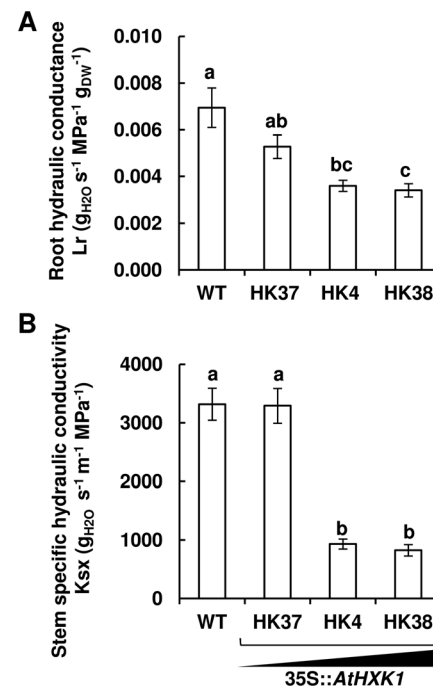 A
Root hydraulic conductance
Lr (gH2O s-1 MPa-1 gDW-1)
0.010
0.008
0.006
0.004
0.002
0.000
a
ab
bc
c
WT HK37 HK4 HK38
B
Stem specific hydraulic conductivity
Ksx (gH2O s-1 m-1 MPa-1)
4000
3000
2000
1000
0
a
a
b
b
WT HK37 HK4 HK38
35S::AtHXK1